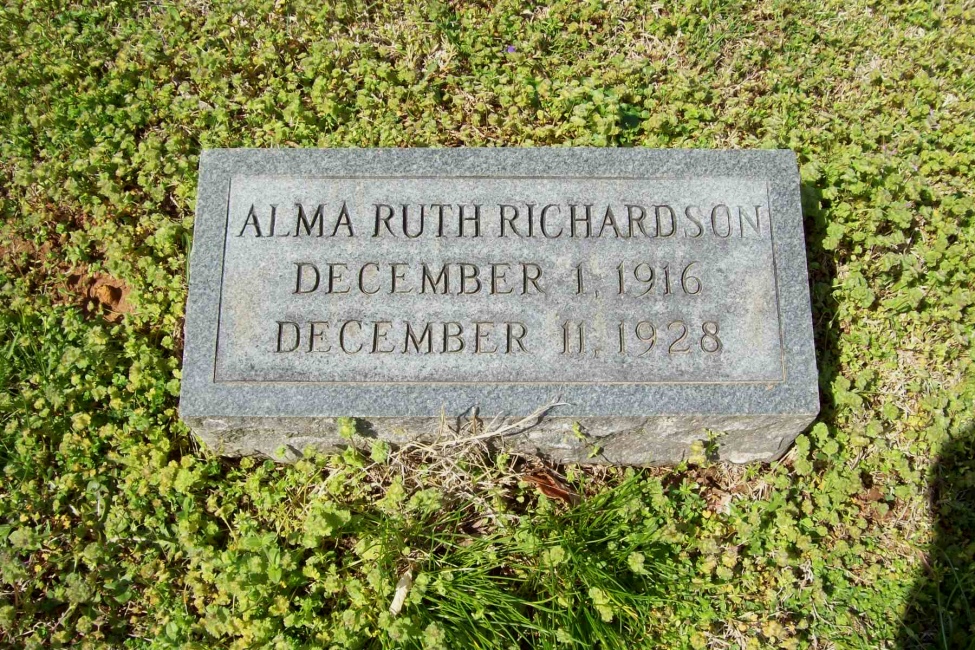 ALMA RUTH RICHARDSON
DECEMBER 1, 1916
DECEMBER 11, 1928